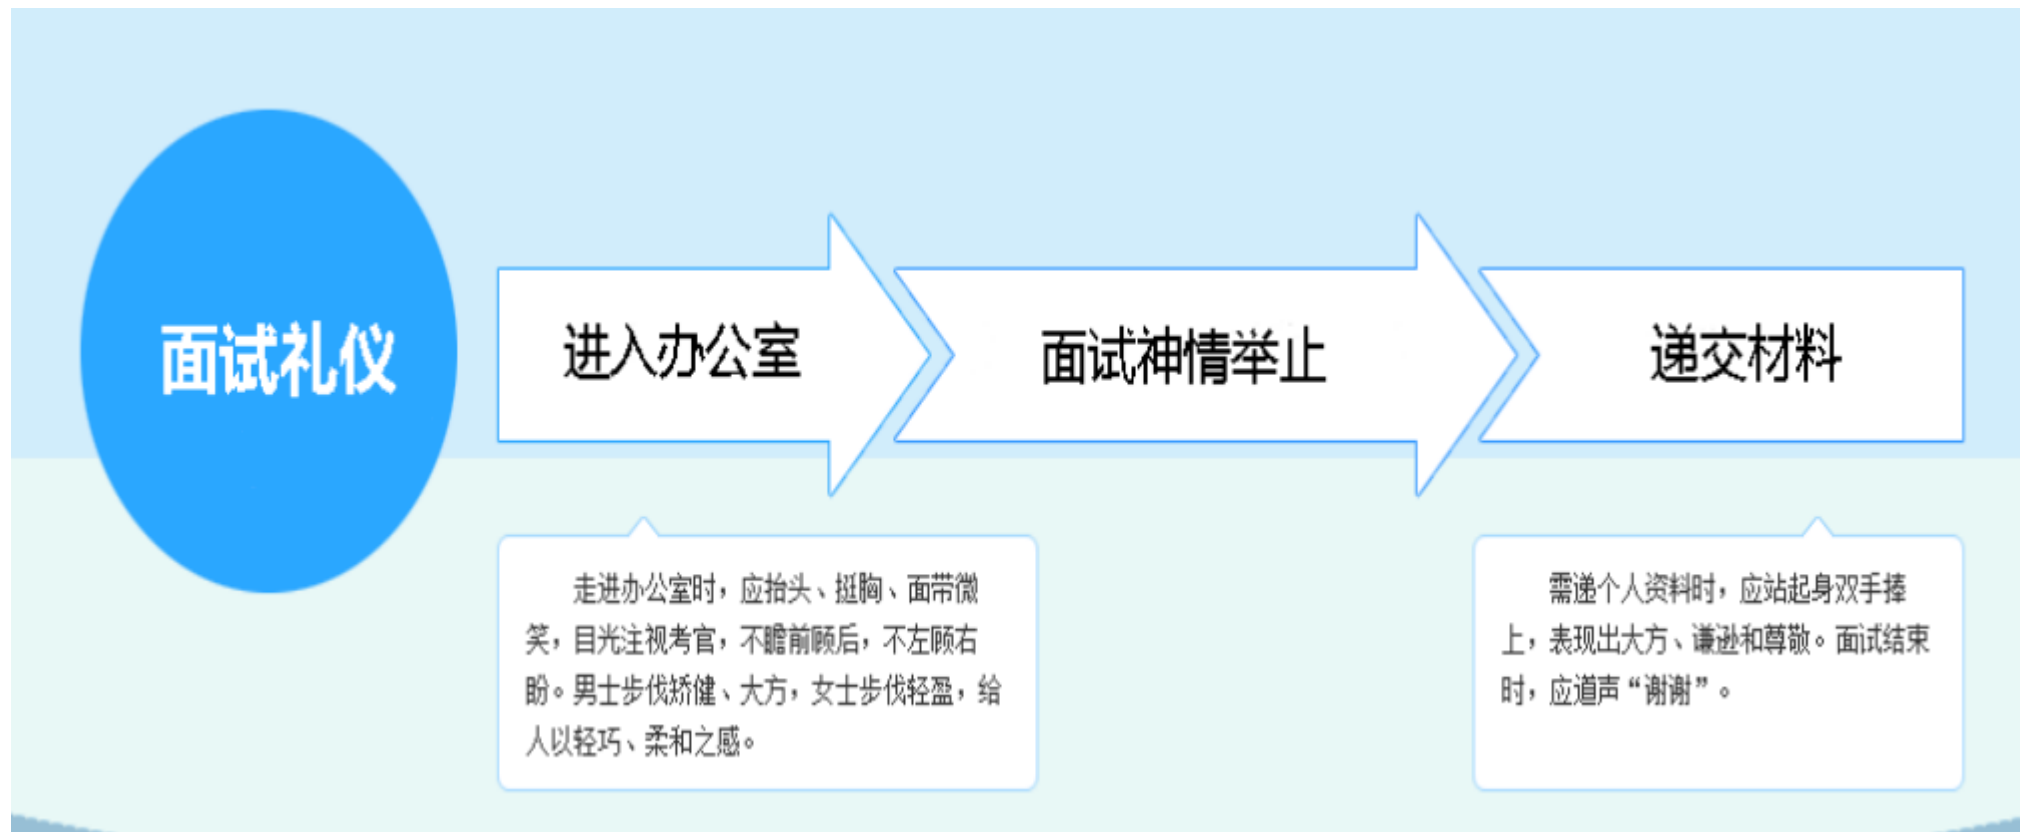 面试礼仪
进入办公室
面试神情举止
递交材料
走进办公室时，应抬头、挺胸、面带微
笑，目光注视考官，不瞻前顾后，不左顾右
盼。男士步伐矫健、大方，女士步伐轻盈，给
人以轻巧、柔和之感。
需递个人资料时，应站起身双手捧
上，表现出大方、谦逊和尊敬。面试结束
时，应道声“谢谢”。